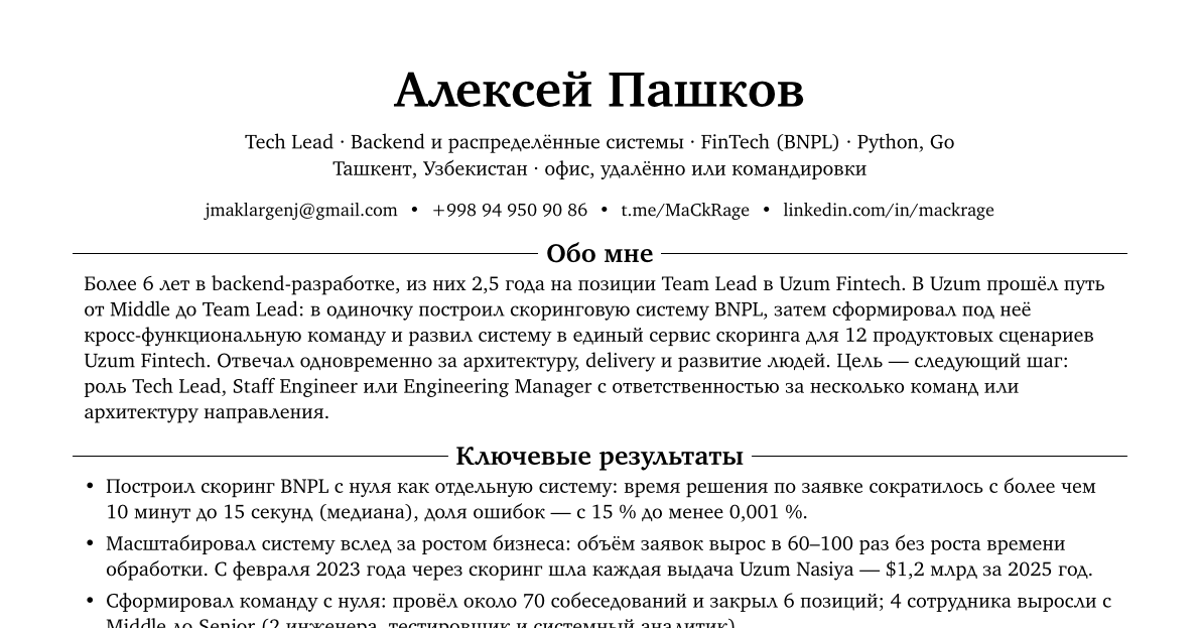 Алексей Пашков
Tech Lead · Backend и распределённые системы · FinTech (BNPL) · Python, Go
Ташкент, Узбекистан · офис, удалённо или командировки
jmaklargenj@gmail.com • +998 94 950 90 86 • t.me/MaCkRage • linkedin.com/in/mackrage
Обо мне
Более 6 лет в backend-разработке, из них 2,5 года на позиции Team Lead в Uzum Fintech. В Uzum прошёл путь
от Middle до Team Lead: в одиночку построил скоринговую систему BNPL, затем сформировал под неё
кросс-функциональную команду и развил систему в единый сервис скоринга для 12 продуктовых сценариев
Uzum Fintech. Отвечал одновременно за архитектуру, delivery и развитие людей. Цель — следующий шаг:
роль Tech Lead, Staff Engineer или Engineering Manager с ответственностью за несколько команд или
архитектуру направления.
Ключевые результаты
• Построил скоринг BNPL с нуля как отдельную систему: время решения по заявке сократилось с более чем
10 минут до 15 секунд (медиана), доля ошибок — с 15 % до менее 0,001 %.
• Масштабировал систему вслед за ростом бизнеса: объём заявок вырос в 60–100 раз без роста времени
обработки. С февраля 2023 года через скоринг шла каждая выдача Uzum Nasiya — $1,2 млрд за 2025 год.
• Сформировал команду с нуля: провёл около 70 собеседований и закрыл 6 позиций; 4 сотрудника выросли с
Middle до Senior (2 инженера, тестировщик и системный аналитик).